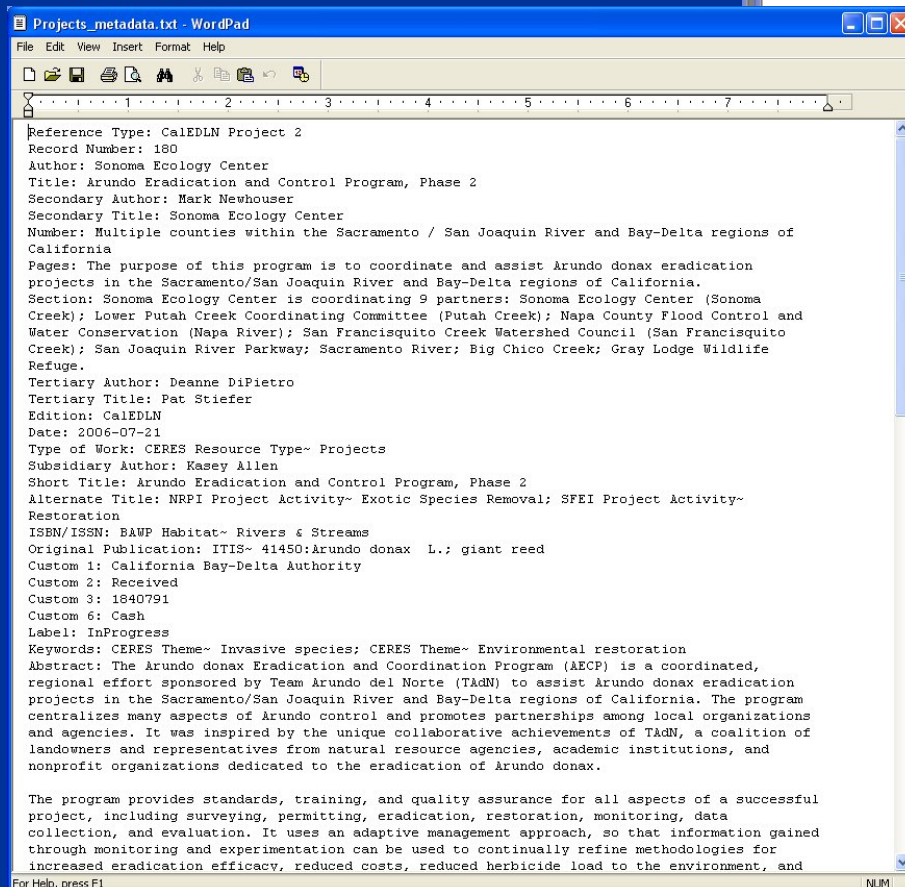 Projects_metadata.txt - WordPad
File Edit View Insert Format Help
1 2 3 4 5 6 7
Reference Type: CalEDLN Project 2
Record Number: 180
Author: Sonoma Ecology Center
Title: Arundo Eradication and Control Program, Phase 2
Secondary Author: Mark Newhouser
Secondary Title: Sonoma Ecology Center
Number: Multiple counties within the Sacramento / San Joaquin River and Bay-Delta regions of
California
Pages: The purpose of this program is to coordinate and assist Arundo donax eradication
projects in the Sacramento/San Joaquin River and Bay-Delta regions of California.
Section: Sonoma Ecology Center is coordinating 9 partners: Sonoma Ecology Center (Sonoma
Creek); Lower Putah Creek Coordinating Committee (Putah Creek); Napa County Flood Control and
Water Conservation (Napa River); San Francisquito Creek Watershed Council (San Francisquito
Creek); San Joaquin River Parkway; Sacramento River; Big Chico Creek; Gray Lodge Wildlife
Refuge.
Tertiary Author: Deanne DiPietro
Tertiary Title: Pat Stiefer
Edition: CalEDLN
Date: 2006-07-21
Type of Work: CERES Resource Type~ Projects
Subsidiary Author: Kasey Allen
Short Title: Arundo Eradication and Control Program, Phase 2
Alternate Title: NRPI Project Activity~ Exotic Species Removal; SFEI Project Activity~
Restoration
ISBN/ISSN: BAWP Habitat~ Rivers & Streams
Original Publication: ITIS~ 41450:Arundo donax  L.; giant reed
Custom 1: California Bay-Delta Authority
Custom 2: Received
Custom 3: 1840791
Custom 6: Cash
Label: InProgress
Keywords: CERES Theme~ Invasive species; CERES Theme~ Environmental restoration
Abstract: The Arundo donax Eradication and Coordination Program (AECP) is a coordinated,
regional effort sponsored by Team Arundo del Norte (TAdN) to assist Arundo donax eradication
projects in the Sacramento/San Joaquin River and Bay-Delta regions of California. The program
centralizes many aspects of Arundo control and promotes partnerships among local organizations
and agencies. It was inspired by the unique collaborative achievements of TAdN, a coalition of
landowners and representatives from natural resource agencies, academic institutions, and
nonprofit organizations dedicated to the eradication of Arundo donax.
The program provides standards, training, and quality assurance for all aspects of a successful
project, including surveying, permitting, eradication, restoration, monitoring, data
collection, and evaluation. It uses an adaptive management approach, so that information gained
through monitoring and experimentation can be used to continually refine methodologies for
increased eradication efficacy, reduced costs, reduced herbicide load to the environment, and
For Help, press F1
NUM